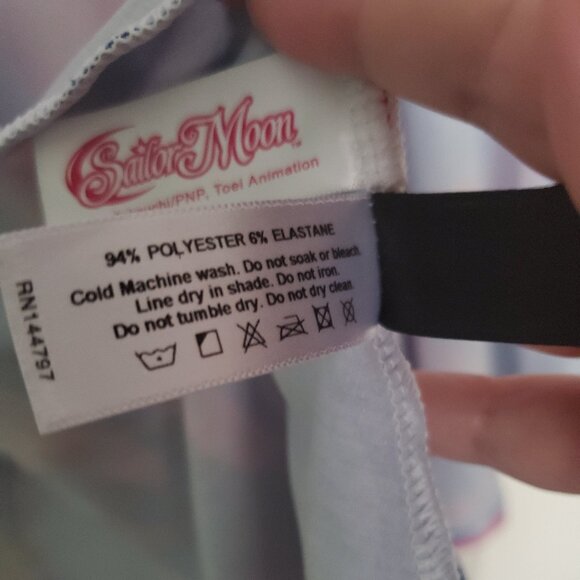 Sailor Moon
/PNP, Toei Animation
94% POLYESTER 6% ELASTANE
Cold Machine wash. Do not soak or bleach.
Line dry in shade. Do not iron.
Do not tumble dry. Do not dry clean
RN144797